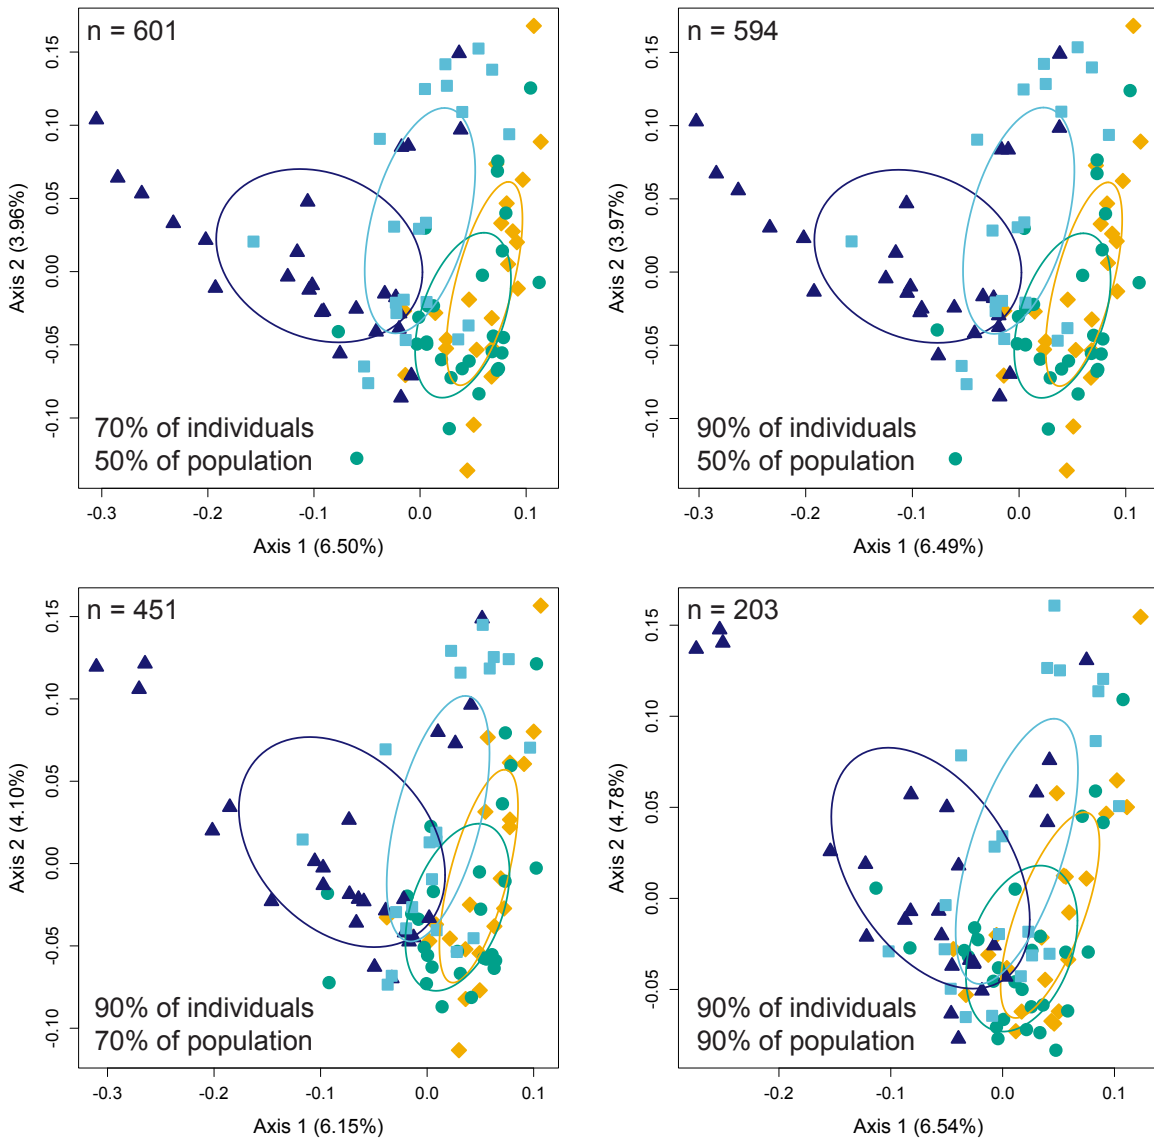 n = 601
0.15
0.10
0.05
0.00
-0.05
-0.10
Axis 2 (3.96%)
70% of individuals
50% of population
-0.3 -0.2 -0.1 0.0 0.1
Axis 1 (6.50%)
n = 594
0.15
0.10
0.05
0.00
-0.05
-0.10
Axis 2 (3.97%)
90% of individuals
50% of population
-0.3 -0.2 -0.1 0.0 0.1
Axis 1 (6.49%)
n = 451
0.15
0.10
0.05
0.00
-0.05
-0.10
Axis 2 (4.10%)
90% of individuals
70% of population
-0.3 -0.2 -0.1 0.0 0.1
Axis 1 (6.15%)
n = 203
0.15
0.10
0.05
0.00
-0.05
Axis 2 (4.78%)
90% of individuals
90% of population
-0.2 -0.1 0.0 0.1
Axis 1 (6.54%)